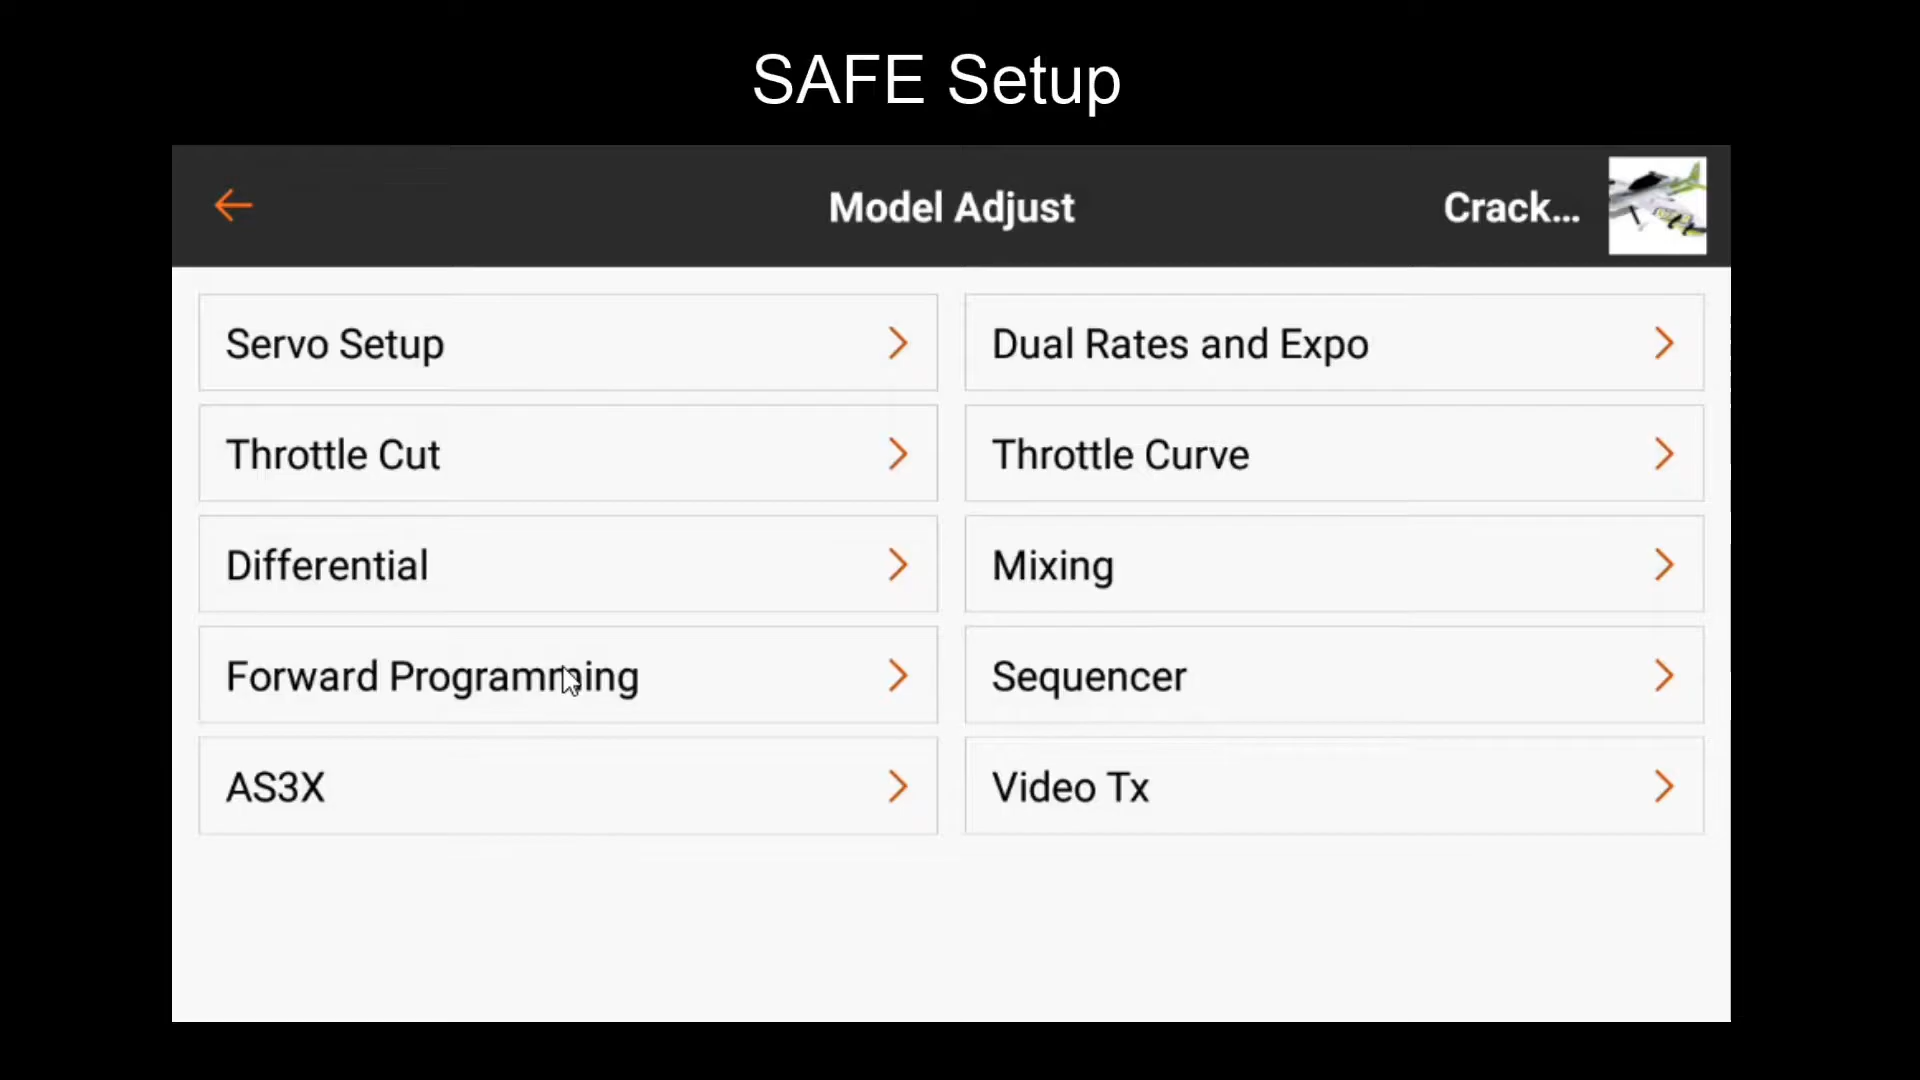 SAFE Setup
Model Adjust
Crack...
Servo Setup
Dual Rates and Expo
Throttle Cut
Throttle Curve
Differential
Mixing
Forward Programming
Sequencer
AS3X
Video Tx